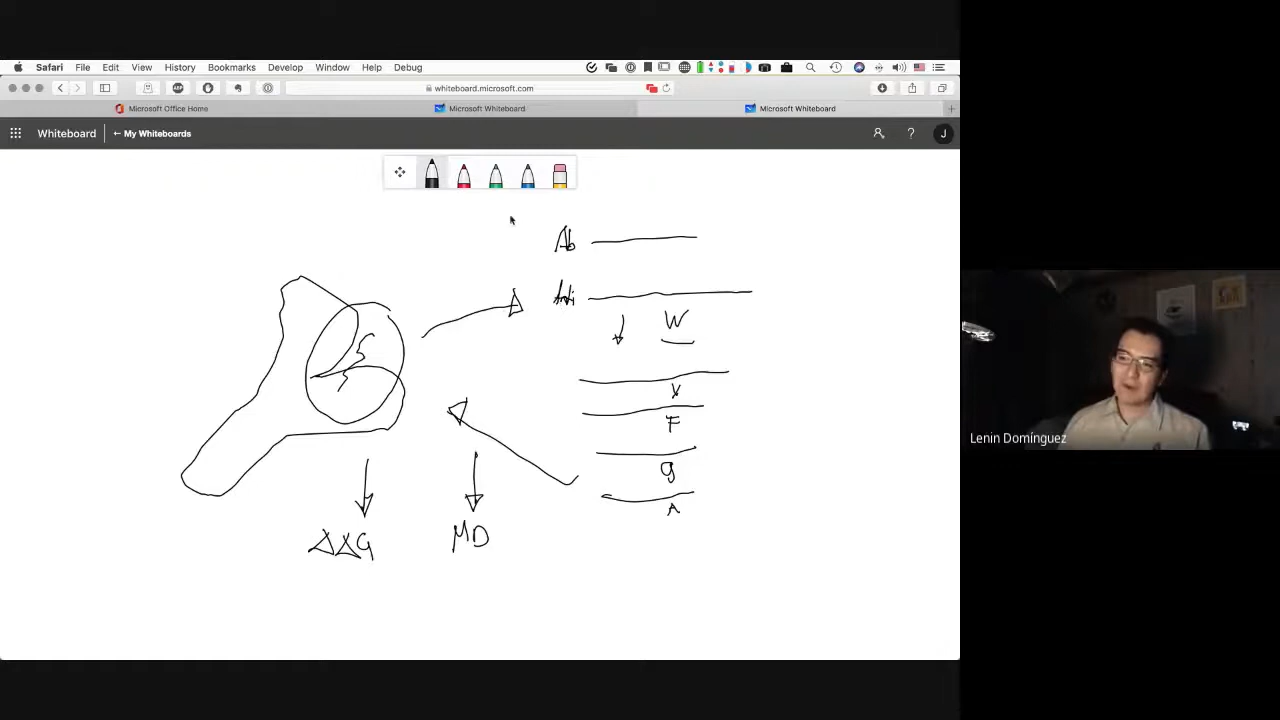 Safari File Edit View History Bookmarks Develop Window Help Debug
whiteboard.microsoft.com
Microsoft Office Home Microsoft Whiteboard Microsoft Whiteboard
Whiteboard ← My Whiteboards ? J
Ab
W
F
g
A
ΔΔG MD
Lenin Domínguez